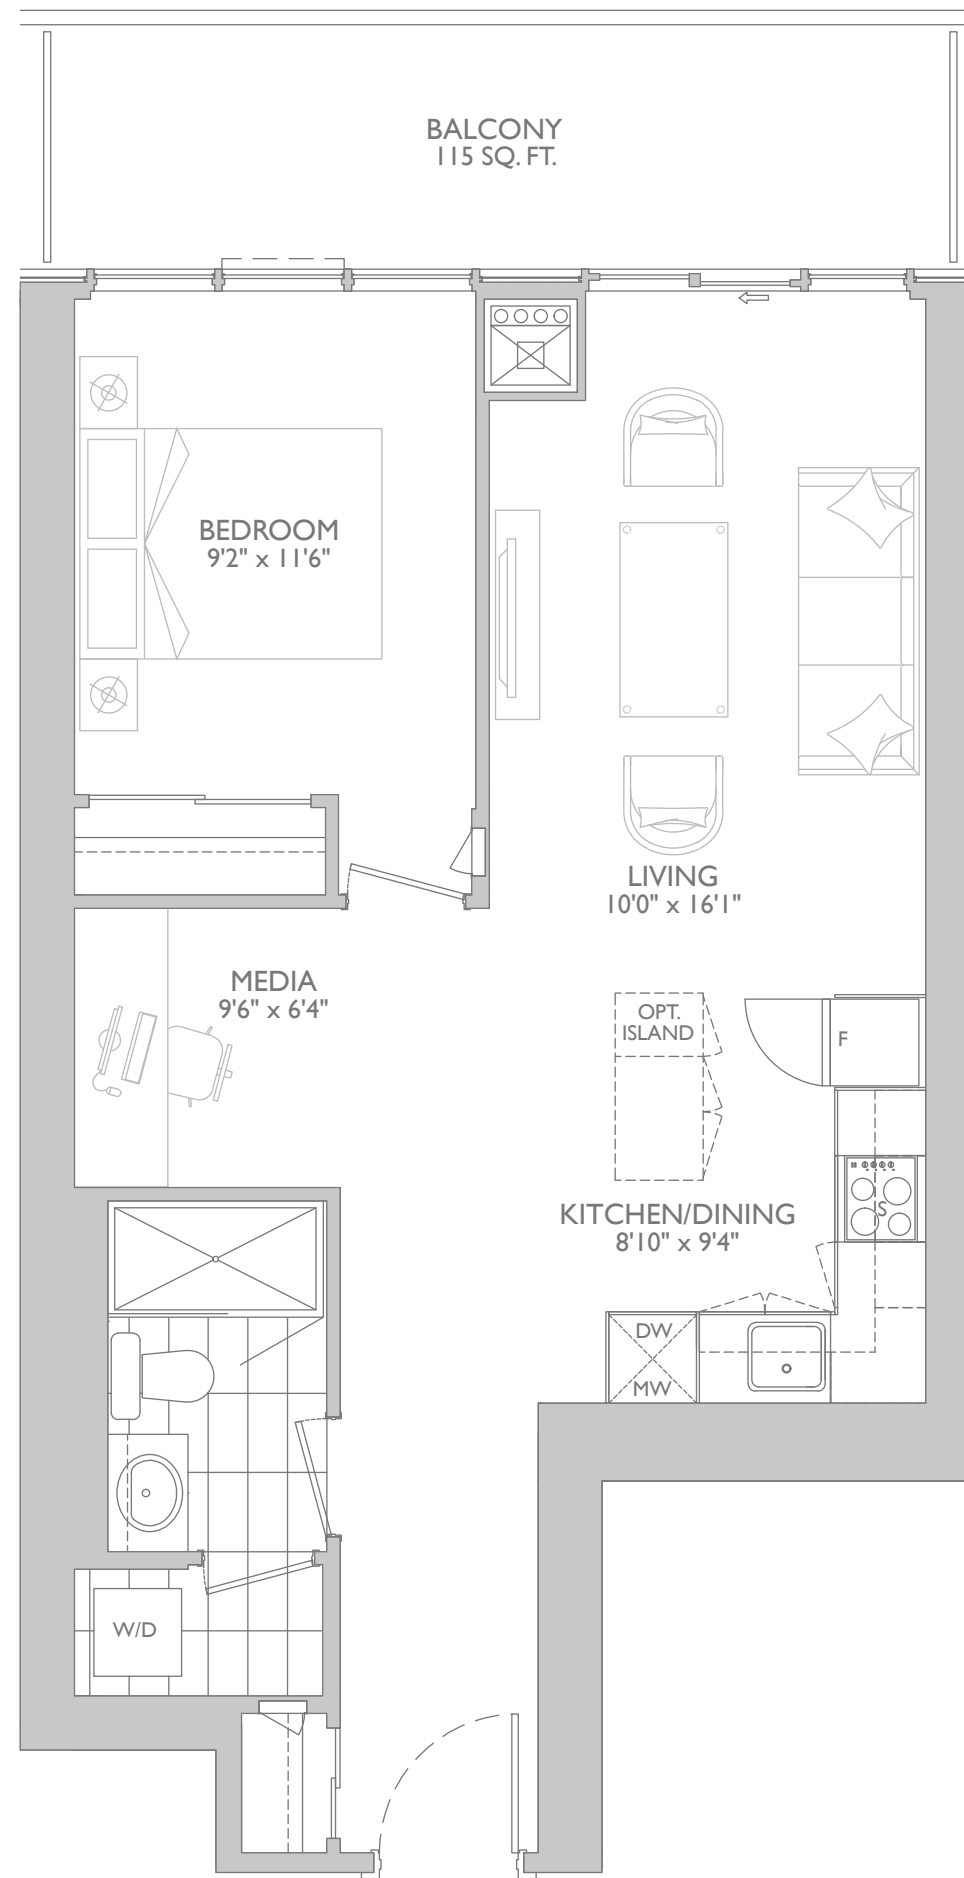 BALCONY
115 SQ. FT.
BEDROOM
9'2" x 11'6"
LIVING
10'0" x 16'1"
MEDIA
9'6" x 6'4"
OPT.
ISLAND
F
S
KITCHEN/DINING
8'10" x 9'4"
DW
MW
W/D